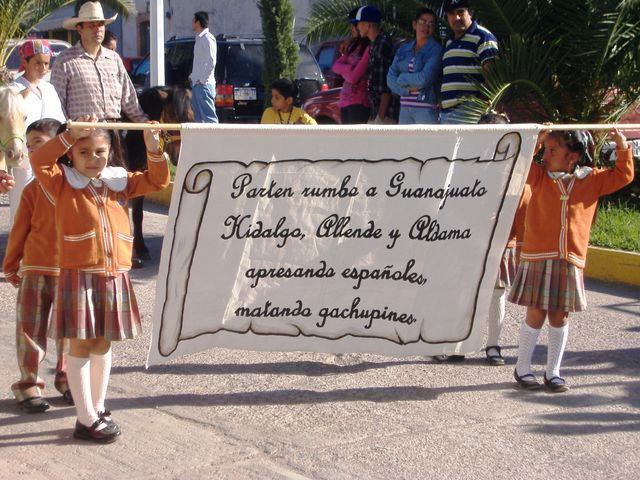 Parten rumbo a Guanajuato
Hidalgo, Allende y Aldama
apresando españoles,
matando gachupines.